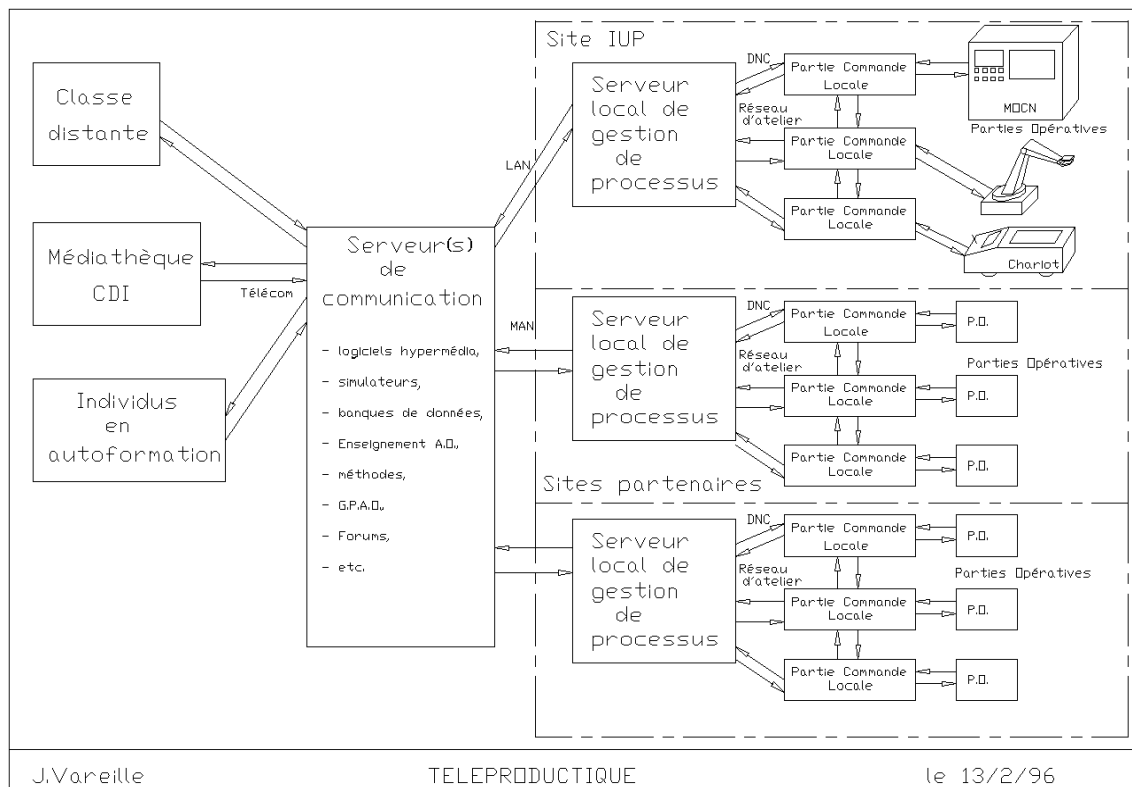 Classe
distante
Médiathèque
CDI
Individus
en
autoformation
Télécom
Serveur(s)
de
communication
- logiciels hypermédia,
- simulateurs,
- banques de données,
- Enseignement A.O.,
- méthodes,
- G.P.A.O.,
- Forums,
- etc.
LAN
MAN
Site IUP
Serveur
local de
gestion
de
processus
DNC
Réseau
d'atelier
Partie Commande
Locale
Partie Commande
Locale
Partie Commande
Locale
MOCN
Parties Opératives
Chariot
Serveur
local de
gestion
de
processus
DNC
Réseau
d'atelier
Partie Commande
Locale
Partie Commande
Locale
Partie Commande
Locale
P.O.
Parties Opératives
P.O.
P.O.
Sites partenaires
Serveur
local de
gestion
de
processus
DNC
Réseau
d'atelier
Partie Commande
Locale
Partie Commande
Locale
Partie Commande
Locale
P.O.
Parties Opératives
P.O.
P.O.
J.Vareille
TELEPRODUCTIQUE
le 13/2/96